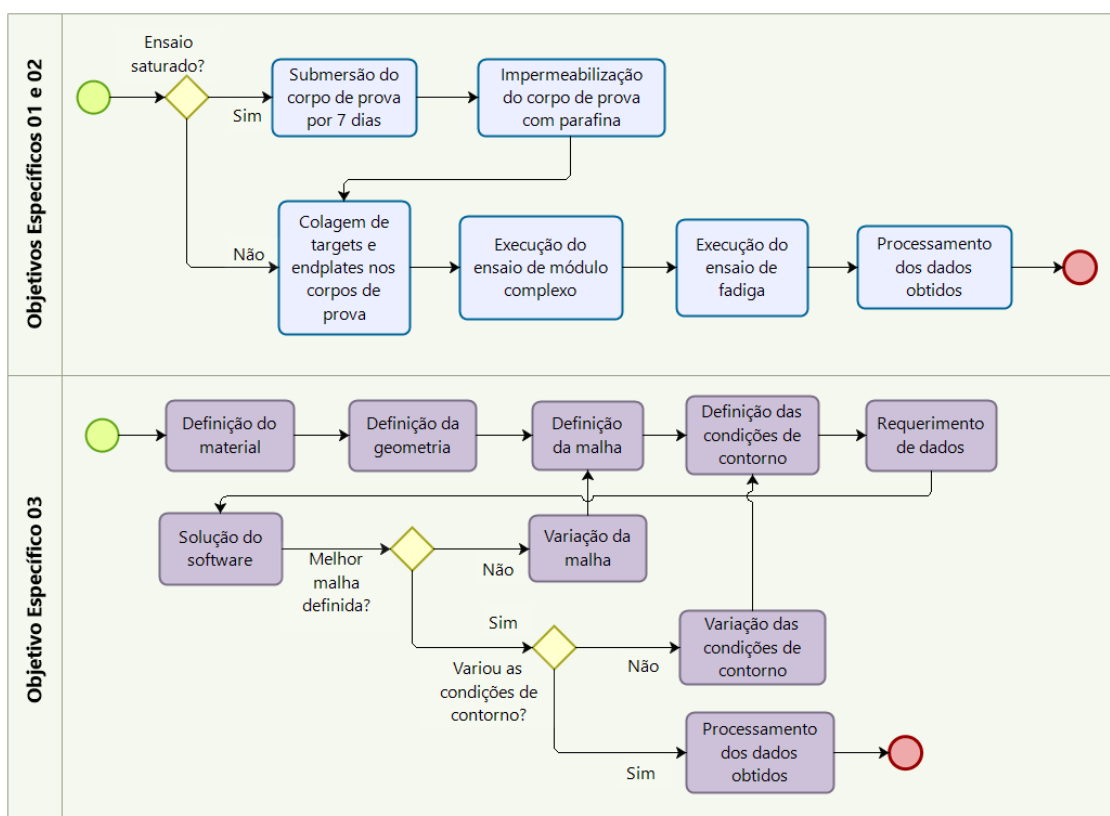 Objetivos Específicos 01 e 02
Ensaio
saturado?
Sim
Submersão do
corpo de prova
por 7 dias
Impermeabilização
do corpo de prova
com parafina
Não
Colagem de
targets e
endplates nos
corpos de
prova
Execução do
ensaio de módulo
complexo
Execução do
ensaio de
fadiga
Processamento
dos dados
obtidos
Objetivo Específico 03
Definição do
material
Definição da
geometria
Definição
da malha
Definição das
condições de
contorno
Requerimento
de dados
Solução do
software
Melhor
malha
definida?
Não
Variação da
malha
Sim
Variou as
condições de
contorno?
Não
Variação das
condições de
contorno
Sim
Processamento
dos dados
obtidos